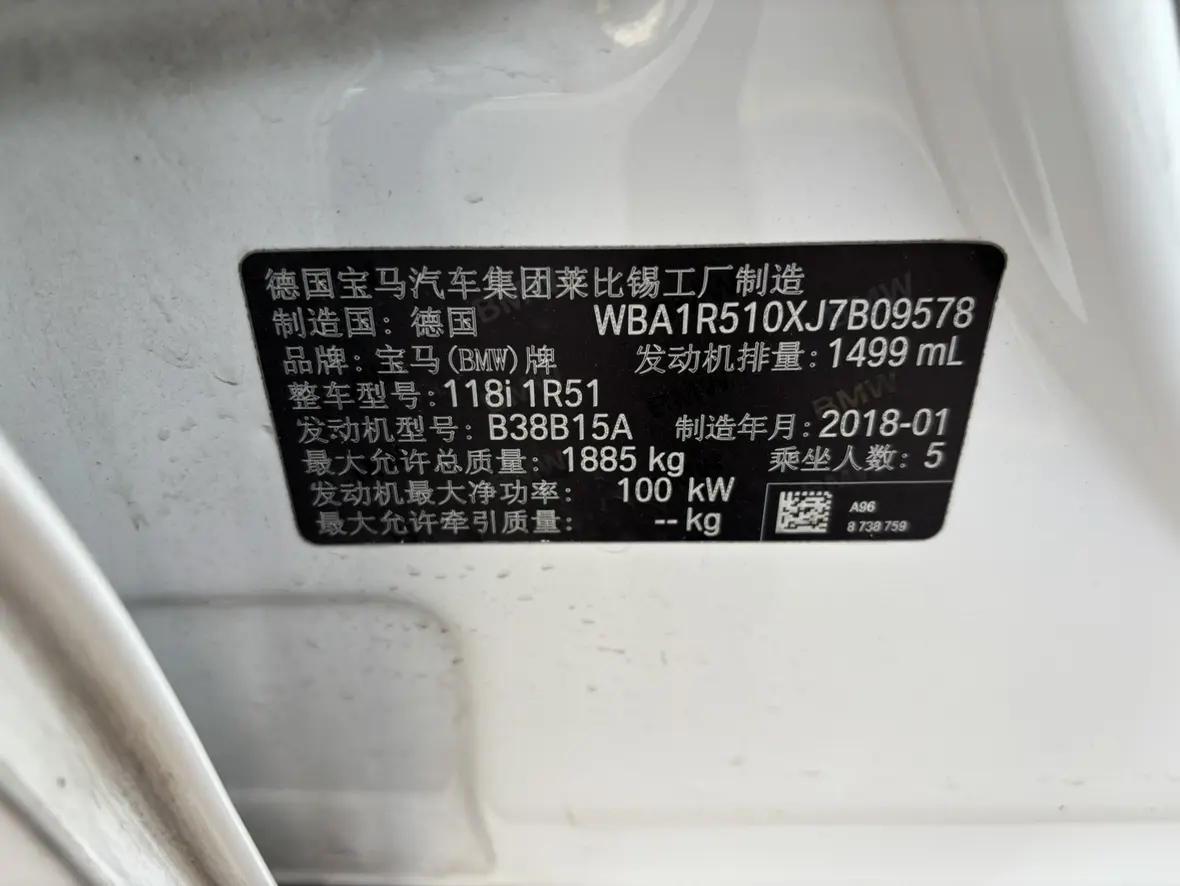 德国宝马汽车集团莱比锡工厂制造
制造国：德国 WBA1R510XJ7B09578
品牌：宝马(BMW)牌 发动机排量：1499 mL
整车型号：118i 1R51
发动机型号：B38B15A 制造年月：2018-01
最大允许总质量：1885 kg 乘坐人数：5
发动机最大净功率：100 kW
最大允许牵引质量：-- kg
A96
8 738 759